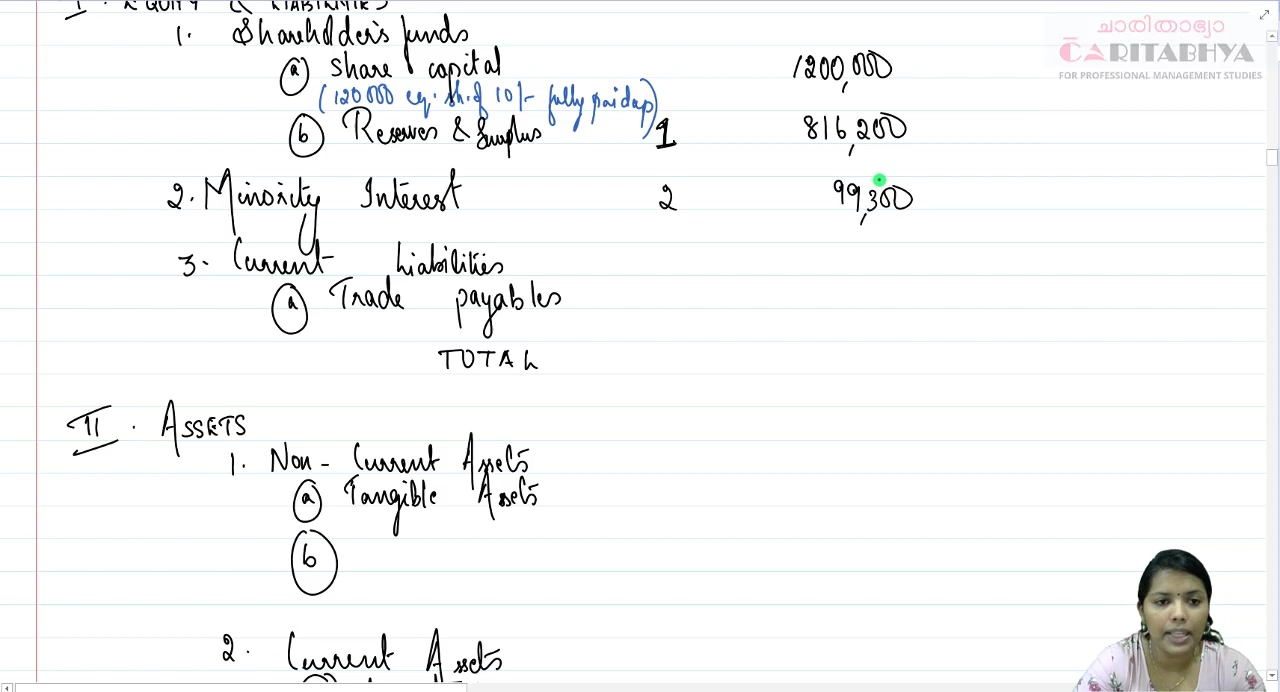 I. EQUITY & LIABILITIES
ചാരിതാഭ്യാ
CARITABHYA
FOR PROFESSIONAL MANAGEMENT STUDIES
1. Shareholder's funds
a Share capital 1200,000
(120000 eq. sh. of 10/- fully paid up)
b Reserves & Surplus 1 816,200
2. Minority Interest 2 99,300
3. Current Liabilities
a Trade payables
TOTAL
II. ASSETS
1. Non-Current Assets
a Tangible Assets
b
2. Current Assets